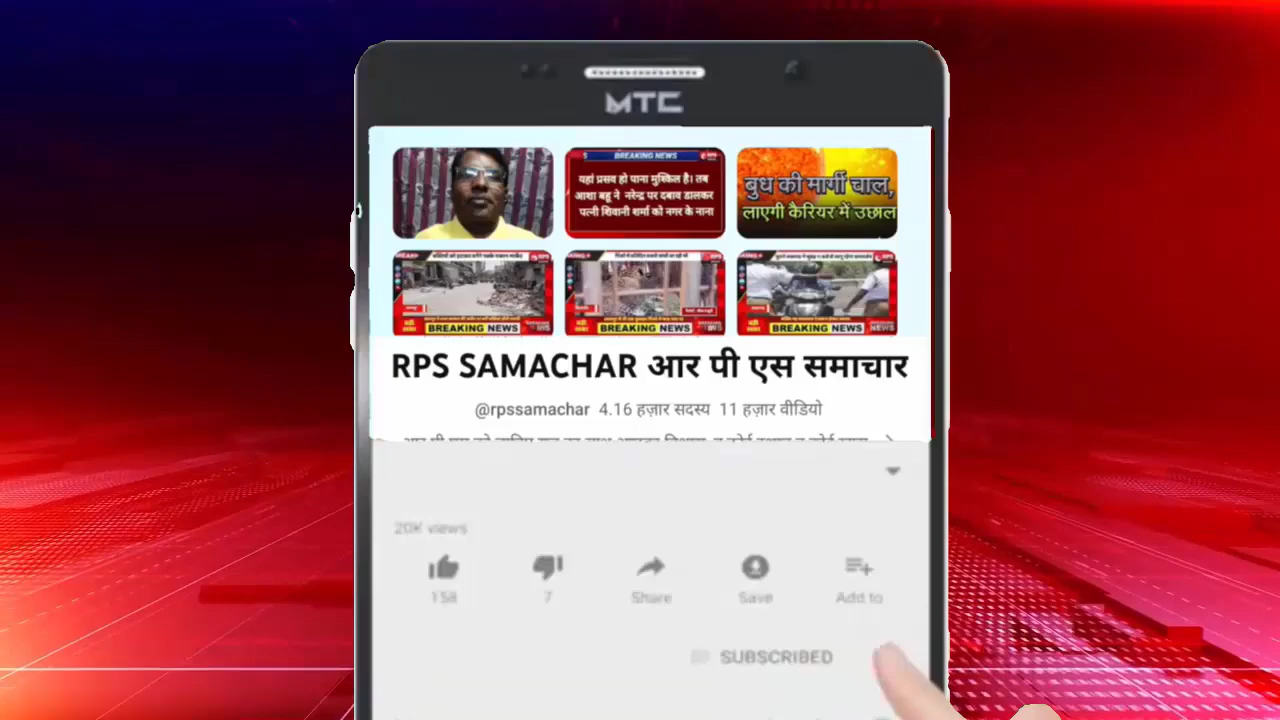 MTC
BREAKING NEWS
यहां प्रसव हो पाना मुश्किल है। तब
आशा बहू ने नरेन्द्र पर दबाव डालकर
पत्नी शिवानी शर्मा को नगर के नाना
बुध की मार्गी चाल,
लाएगी कैरियर में उछाल
BREAKING NEWS
BREAKING NEWS
BREAKING NEWS
RPS SAMACHAR आर पी एस समाचार
@rpssamachar 4.16 हज़ार सदस्य 11 हज़ार वीडियो
20K views
158 7 Share Save Add to
SUBSCRIBED